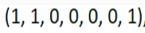 (1, 1, 0, 0, 0, 0, 1),